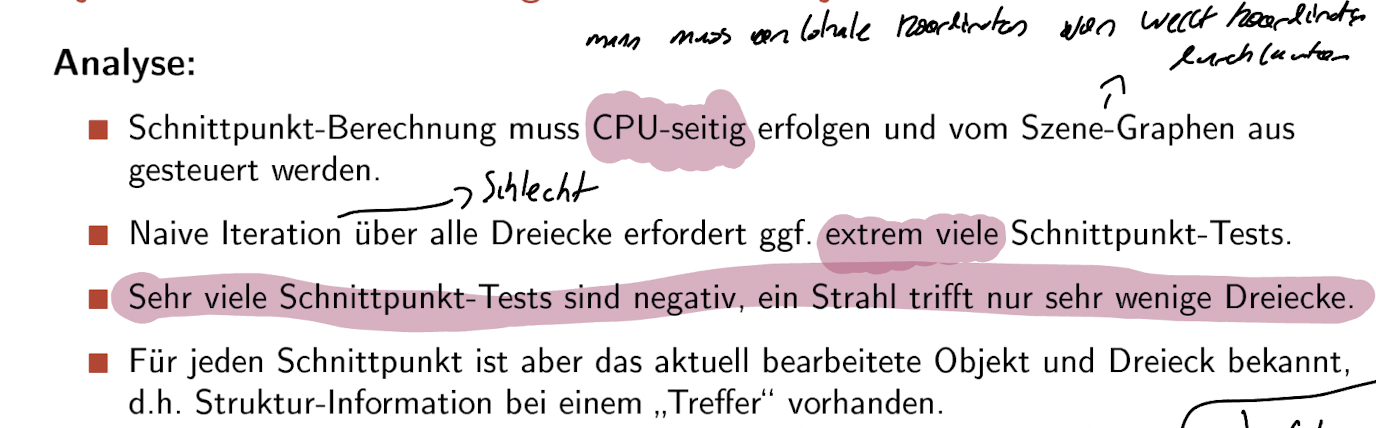 man muss von lokale Koordinaten von Welt koordinaten
durchlaufen
Analyse:
■ Schnittpunkt-Berechnung muss CPU-seitig erfolgen und vom Szene-Graphen aus
gesteuert werden.
→ Schlecht
■ Naive Iteration über alle Dreiecke erfordert ggf. extrem viele Schnittpunkt-Tests.
■ Sehr viele Schnittpunkt-Tests sind negativ, ein Strahl trifft nur sehr wenige Dreiecke.
■ Für jeden Schnittpunkt ist aber das aktuell bearbeitete Objekt und Dreieck bekannt,
d.h. Struktur-Information bei einem „Treffer“ vorhanden.